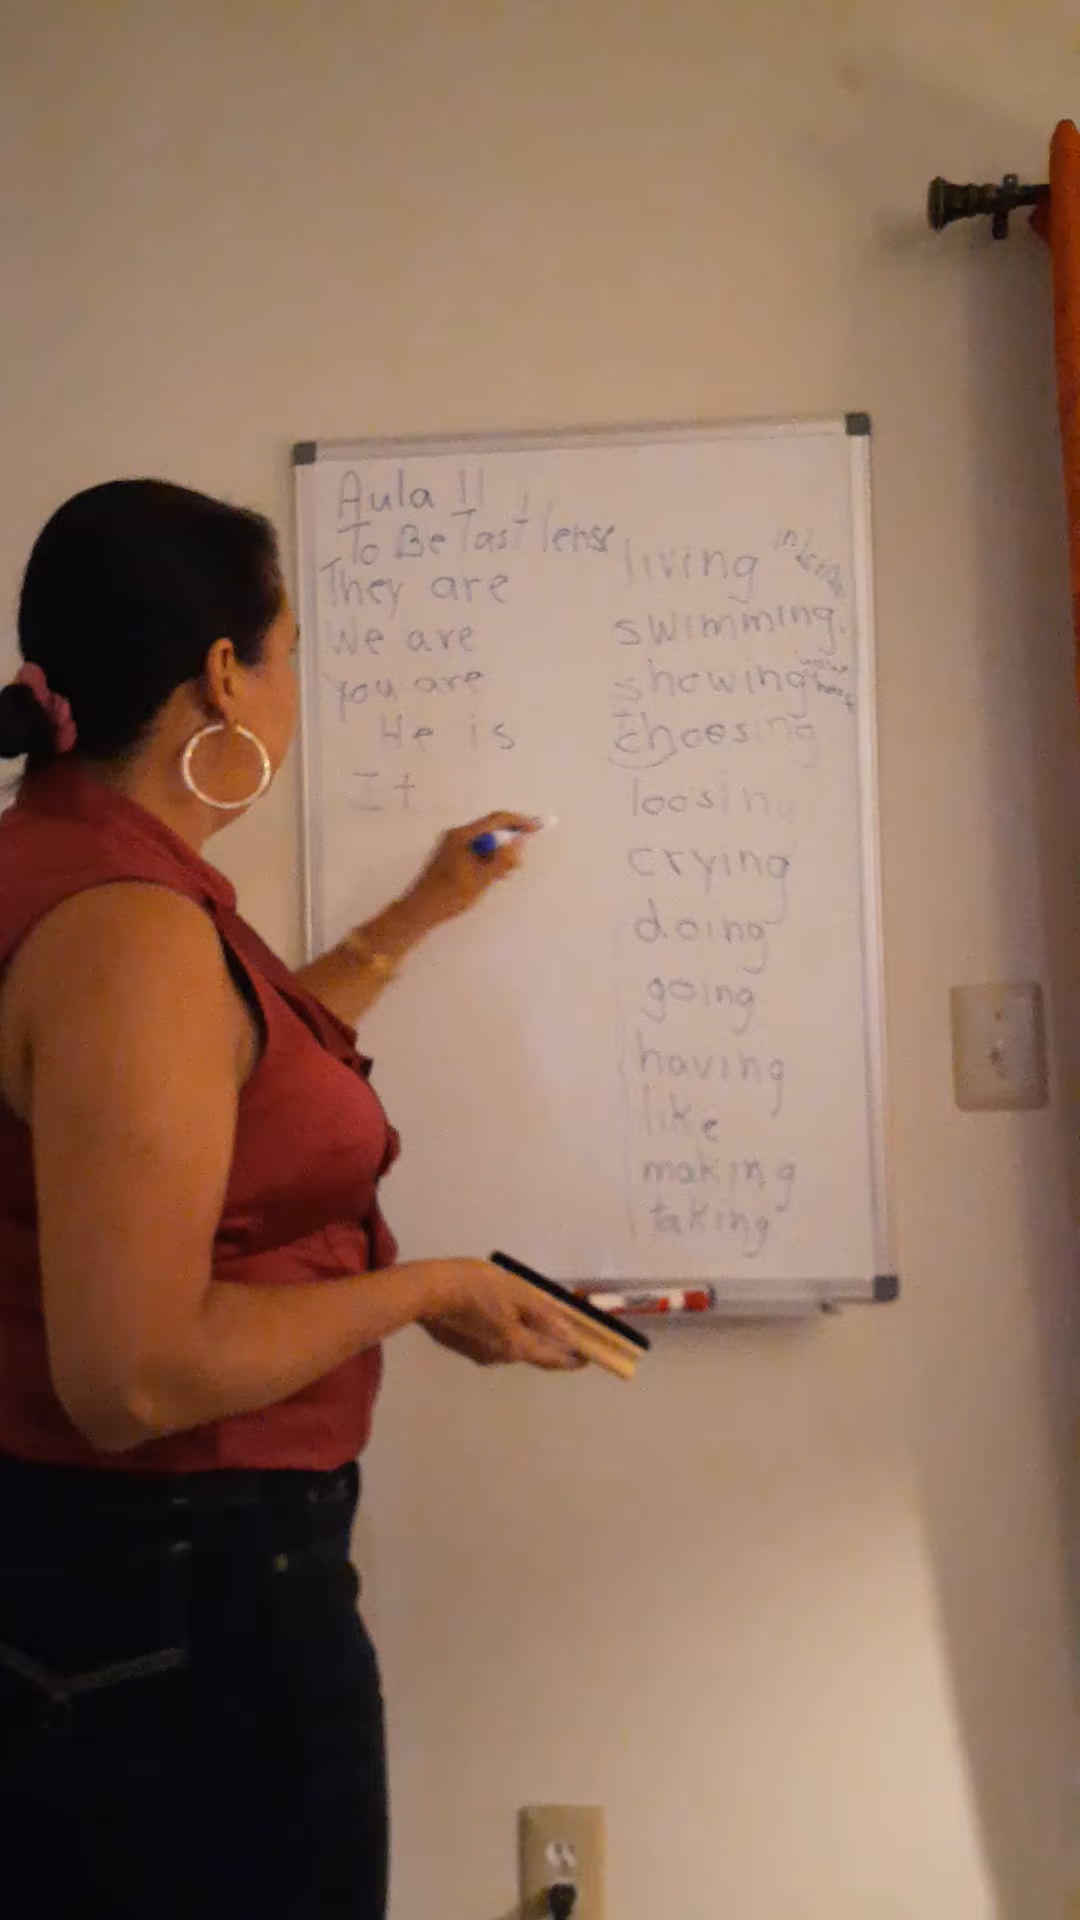 Aula 11
To Be Past Tense
They are
We are
you are
He is
It
living
swimming
showing
choosing
loosing
crying
doing
going
having
like
making
taking